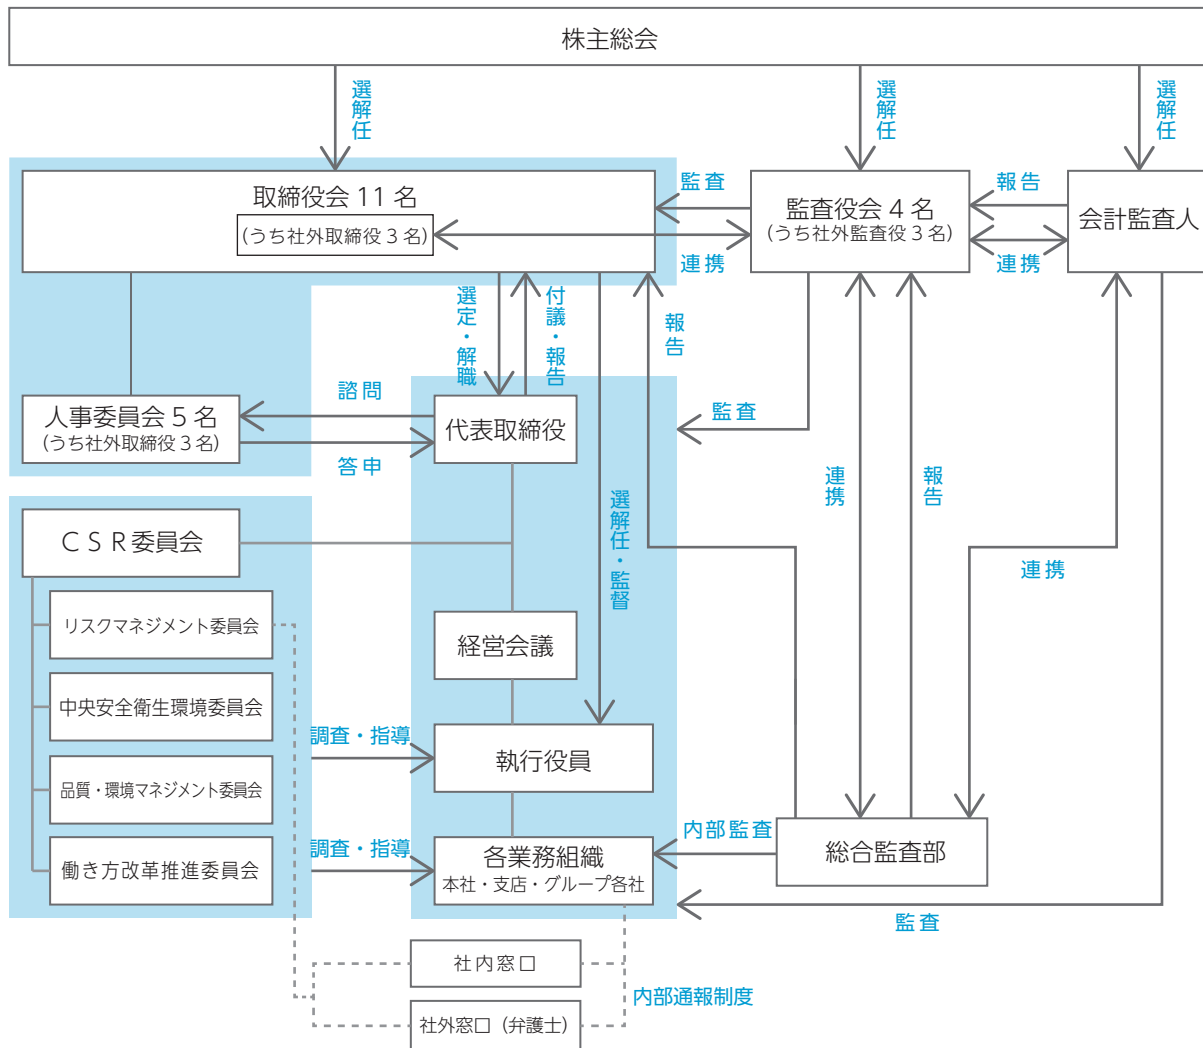 株主総会
選解任
選解任
選解任
取締役会 11 名
(うち社外取締役 3 名)
監査
連携
監査役会 4 名
(うち社外監査役 3 名)
報告
連携
会計監査人
選定・解職
付議・報告
報告
監査
人事委員会 5 名
(うち社外取締役 3 名)
諮問
答申
代表取締役
選解任・監督
連携
報告
連携
CSR委員会
リスクマネジメント委員会
中央安全衛生環境委員会
品質・環境マネジメント委員会
働き方改革推進委員会
経営会議
調査・指導
執行役員
調査・指導
各業務組織
本社・支店・グループ各社
内部監査
総合監査部
監査
社内窓口
社外窓口（弁護士）
内部通報制度